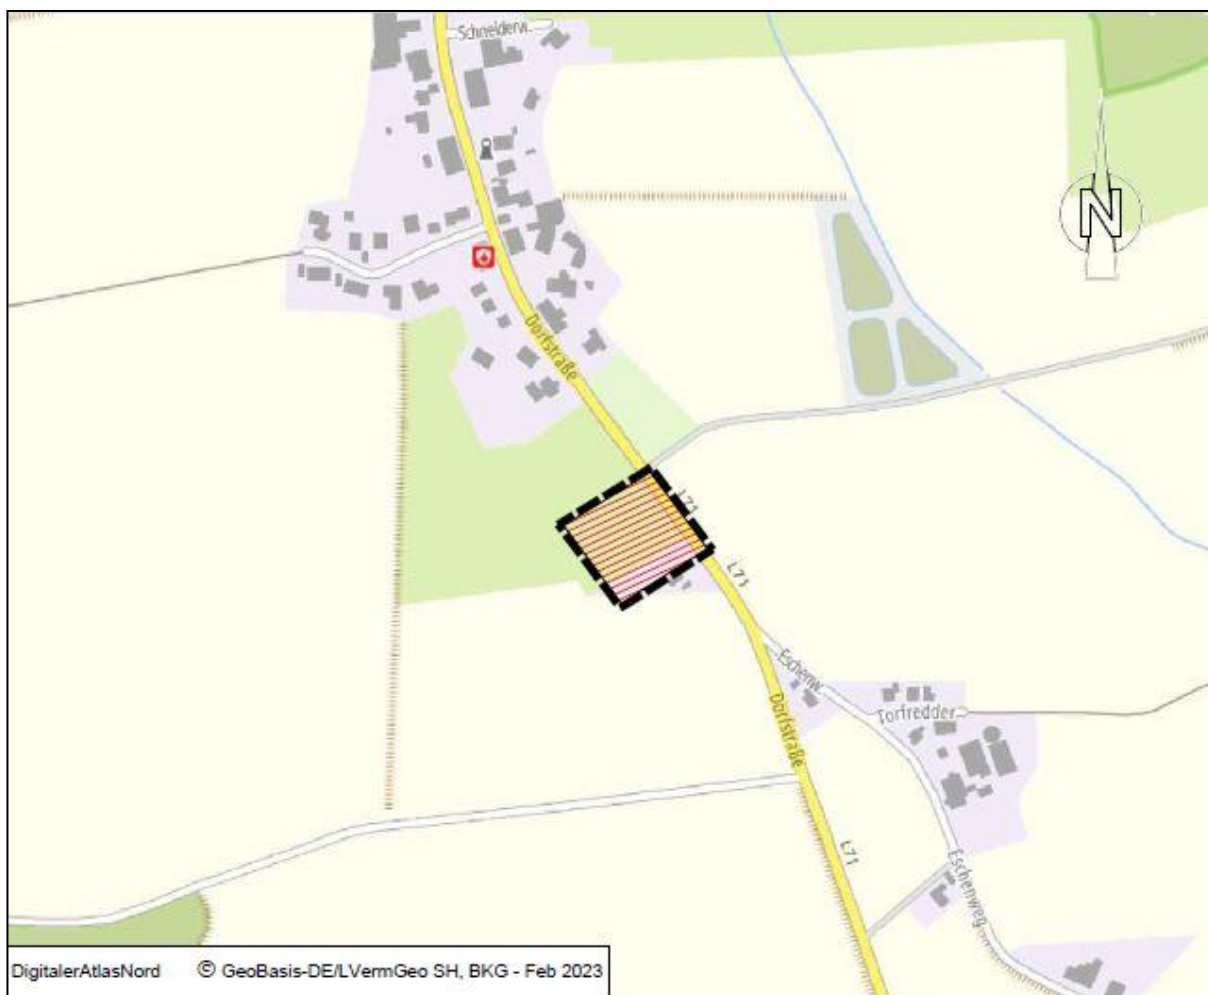 Schneiderw.
N
Dorfstraße
L71
L71
Eschenw.
Torfredder
Dorfstraße
L71
Eschenweg
DigitalerAtlasNord © GeoBasis-DE/LVermGeo SH, BKG - Feb 2023